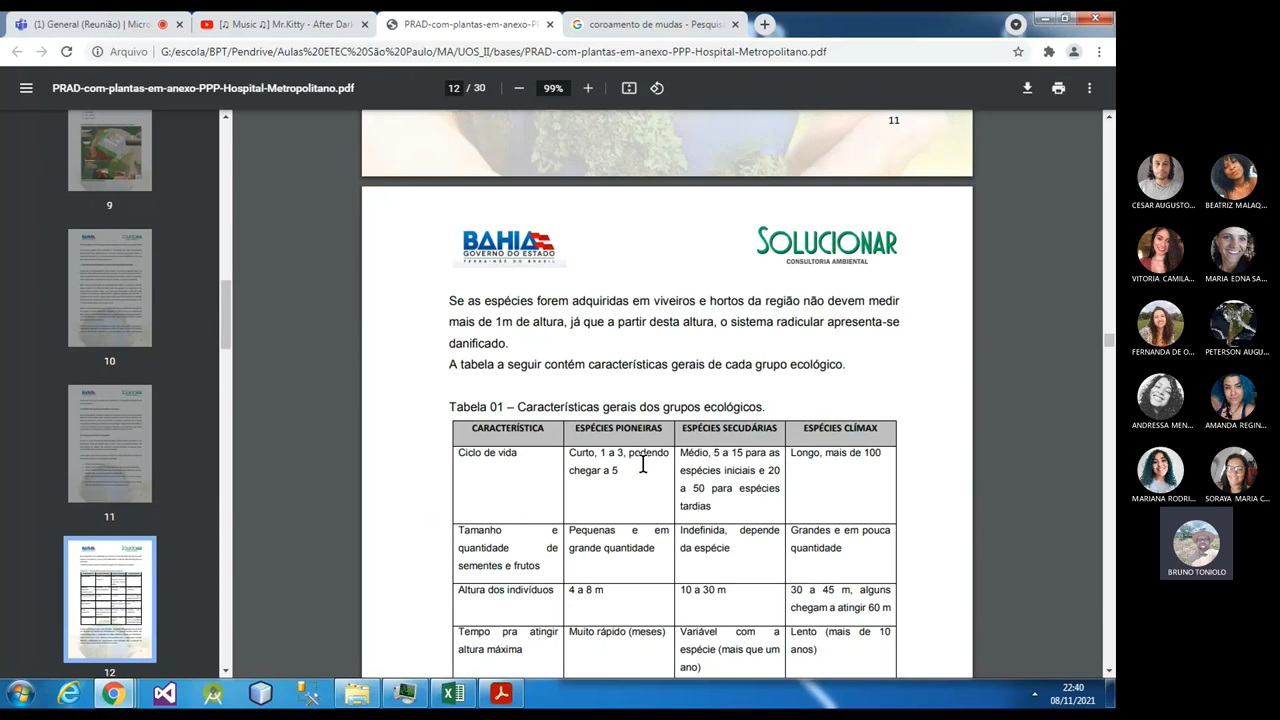 (1) General (Reunião) | Micro
[♫ Music ♫] Mr.Kitty - After Dar
PRAD-com-plantas-em-anexo-PP
coroamento de mudas - Pesquisa
Arquivo | G:/escola/BPT/Pendrive/Aulas%20ETEC%20São%20Paulo/MA/UOS_II/bases/PRAD-com-plantas-em-anexo-PPP-Hospital-Metropolitano.pdf
PRAD-com-plantas-em-anexo-PPP-Hospital-Metropolitano.pdf
12 / 30
99%
9
10
11
12
11
BAHIA
GOVERNO DO ESTADO
TERRA-MÃE DO BRASIL
SOLUCIONAR
CONSULTORIA AMBIENTAL
Se as espécies forem adquiridas em viveiros e hortos da região não devem medir
mais de 1m de altura, já que a partir desta altura, o sistema radicular apresenta-se
danificado.
A tabela a seguir contém características gerais de cada grupo ecológico.
Tabela 01 – Características gerais dos grupos ecológicos.
CARACTERÍSTICA
ESPÉCIES PIONEIRAS
ESPÉCIES SECUDÁRIAS
ESPÉCIES CLÍMAX
Ciclo de vida
Curto, 1 a 3, podendo
chegar a 5
Médio, 5 a 15 para as
espécies iniciais e 20
a 50 para espécies
tardias
Longo, mais de 100
Tamanho e
quantidade de
sementes e frutos
Pequenas e em
grande quantidade
Indefinida, depende
da espécie
Grandes e em pouca
quantidade
Altura dos indivíduos
4 a 8 m
10 a 30 m
30 a 45 m, alguns
chegam a atingir 60 m
Tempo pra atingir
altura máxima
Muito rápido (meses)
Variável com a
espécie (mais que um
ano)
Lento (mais de 10
anos)
CESAR AUGUSTO...
BEATRIZ MALAQ...
VITORIA CAMILA...
MARIA EDNA SA...
FERNANDA DE O...
PETERSON AUGU...
ANDRESSA MEN...
AMANDA REGIN...
MARIANA RODRI...
SORAYA MARIA C...
BRUNO TONIOLO
22:40
08/11/2021